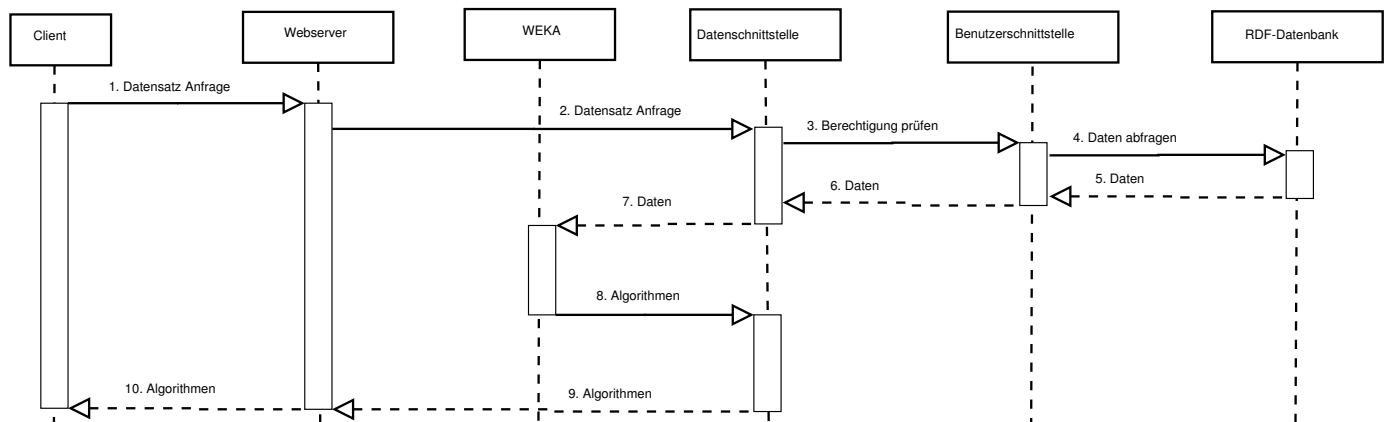 Client
Webserver
WEKA
Datenschnittstelle
Benutzerschnittstelle
RDF-Datenbank
1. Datensatz Anfrage
2. Datensatz Anfrage
3. Berechtigung prüfen
4. Daten abfragen
5. Daten
6. Daten
7. Daten
8. Algorithmen
9. Algorithmen
10. Algorithmen